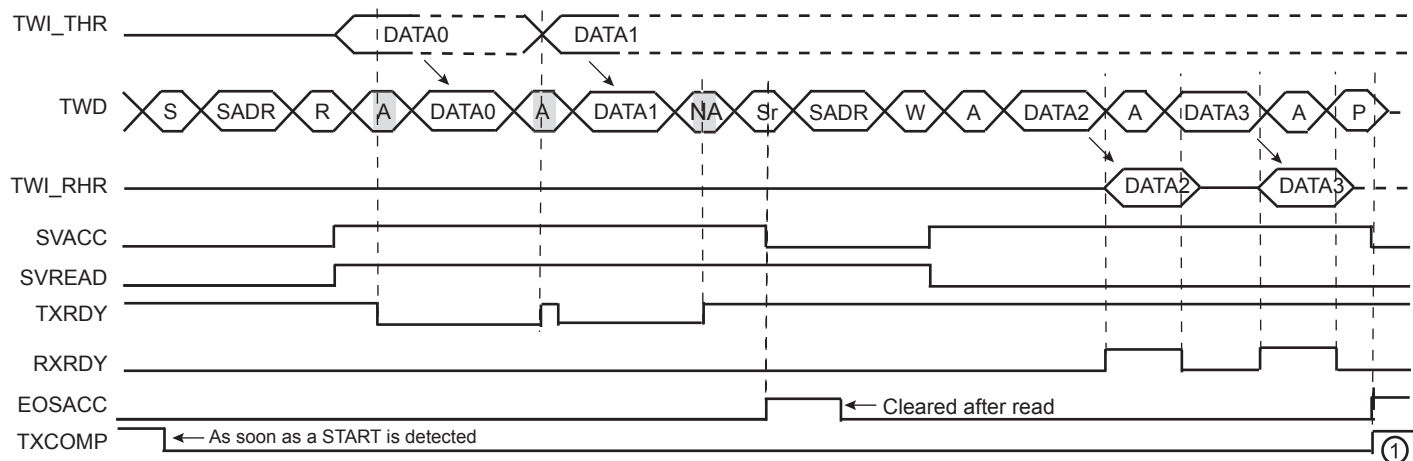 TWI_THR DATA0 DATA1
TWD S SADR R A DATA0 A DATA1 NA Sr SADR W A DATA2 A DATA3 A P
TWI_RHR DATA2 DATA3
SVACC
SVREAD
TXRDY
RXRDY
EOSACC Cleared after read
TXCOMP As soon as a START is detected 1